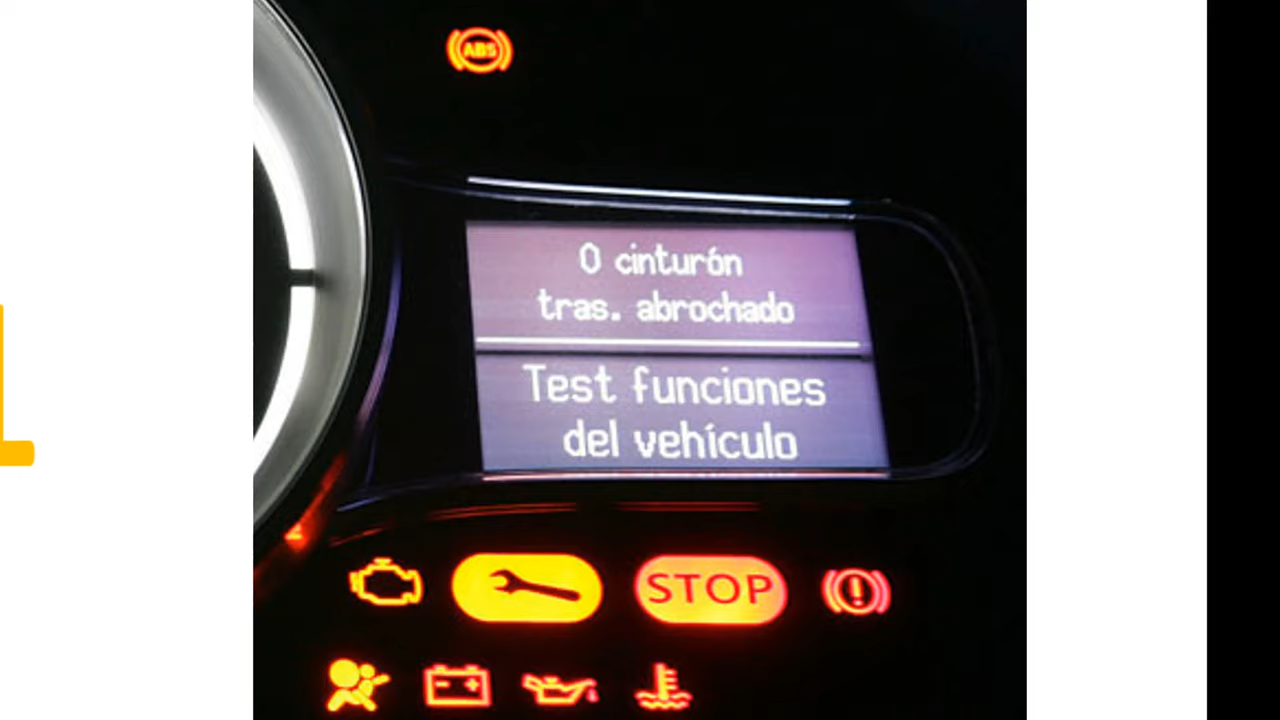 ABS
0 cinturón
tras. abrochado
Test funciones
del vehículo
STOP